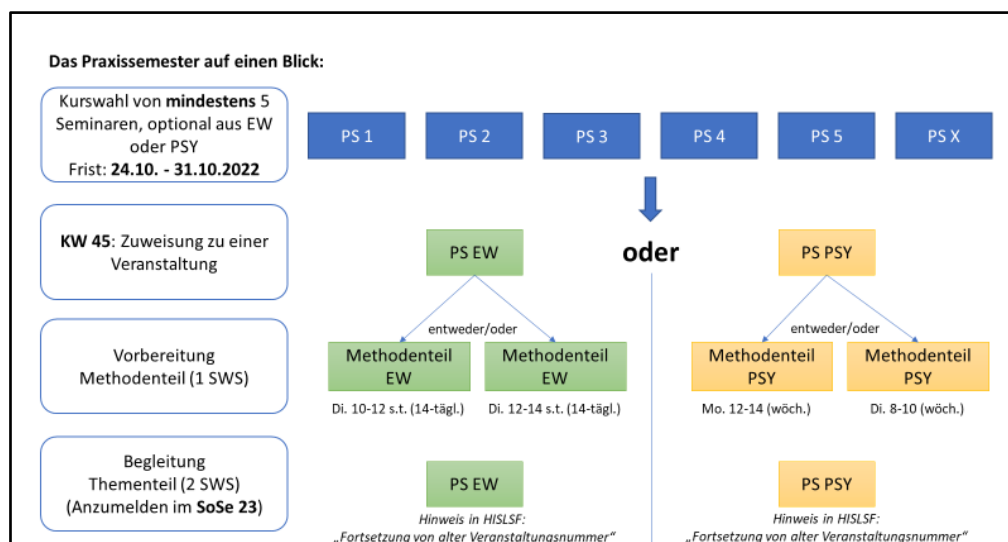 Das Praxissemester auf einen Blick:
Kurswahl von mindestens 5
Seminaren, optional aus EW
oder PSY
Frist: 24.10. - 31.10.2022
PS 1
PS 2
PS 3
PS 4
PS 5
PS X
KW 45: Zuweisung zu einer
Veranstaltung
PS EW
oder
PS PSY
Vorbereitung
Methodenteil (1 SWS)
entweder/oder
Methodenteil
EW
Methodenteil
EW
Di. 10-12 s.t. (14-tägl.)
Di. 12-14 s.t. (14-tägl.)
entweder/oder
Methodenteil
PSY
Methodenteil
PSY
Mo. 12-14 (wöch.)
Di. 8-10 (wöch.)
Begleitung
Thementeil (2 SWS)
(Anzumelden im SoSe 23)
PS EW
Hinweis in HISLSF:
„Fortsetzung von alter Veranstaltungsnummer“
PS PSY
Hinweis in HISLSF:
„Fortsetzung von alter Veranstaltungsnummer“